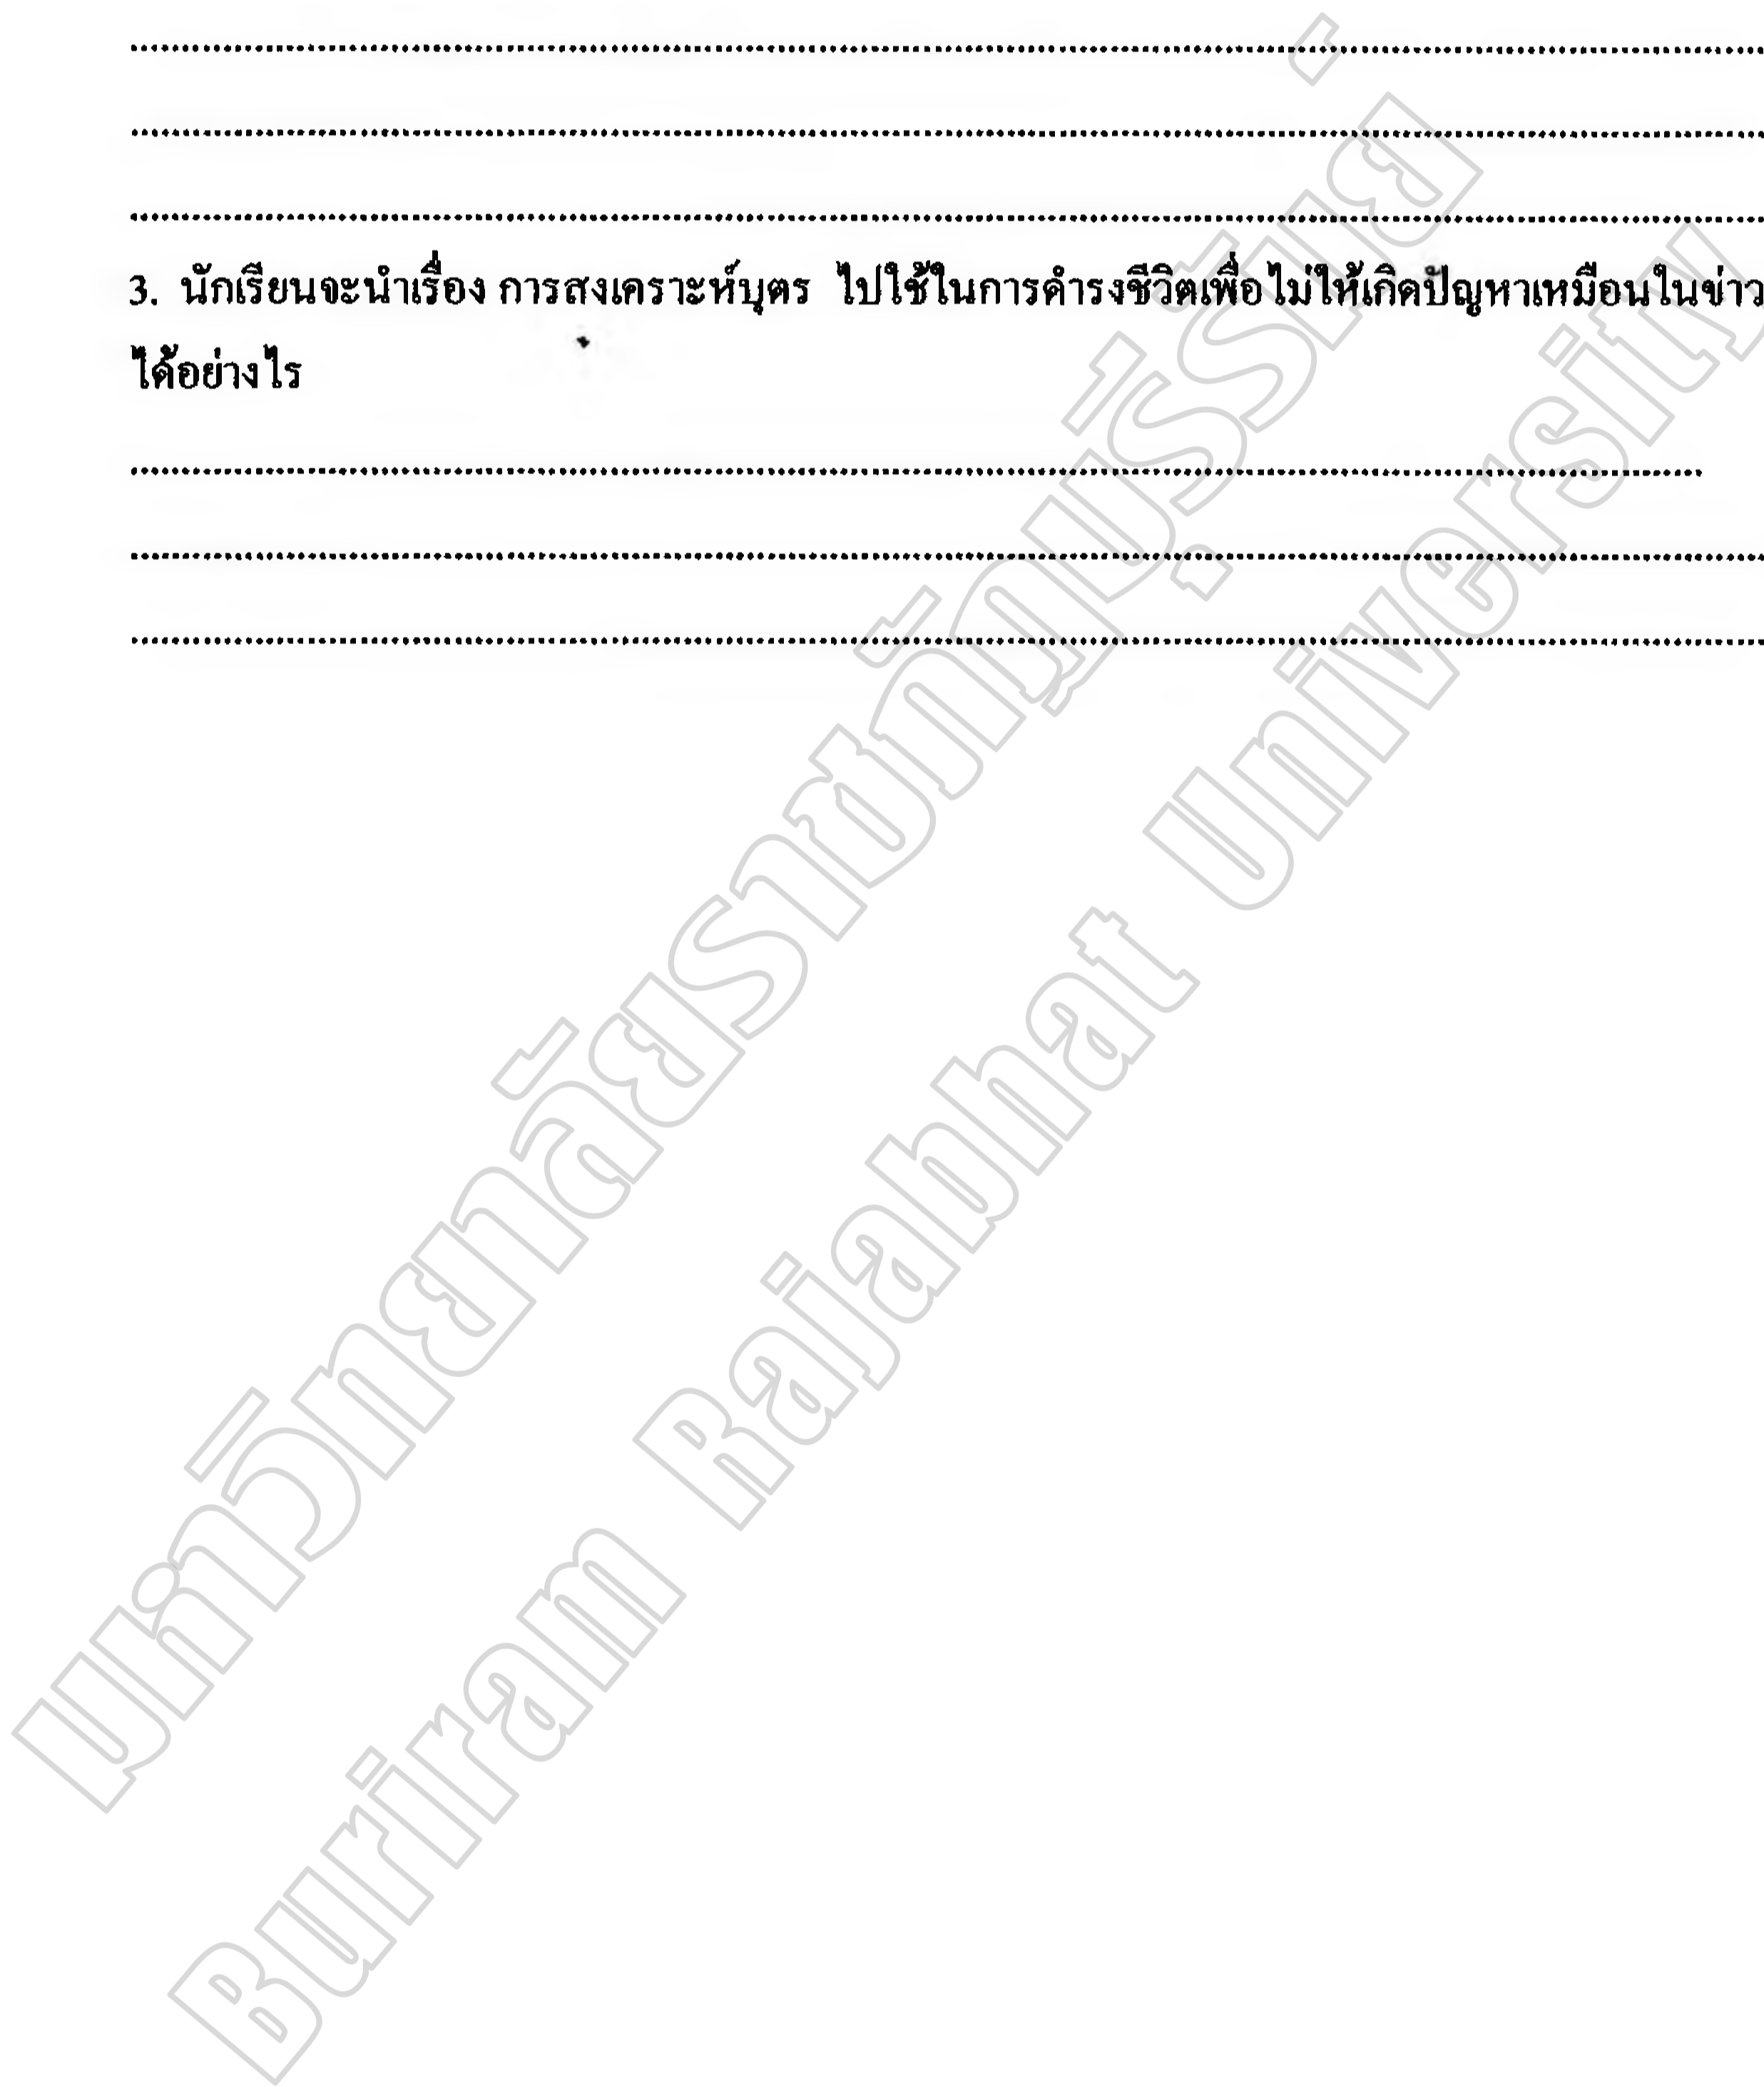 3. นักเรียนจะนำเรื่อง การสงเคราะห์บุตร ไปใช้ในการดำรงชีวิตเพื่อไม่ให้เกิดปัญหาเหมือนในข่าว
ได้อย่างไร
มหาวิทยาลัยราชภัฏบุรีรัมย์
Buriram Rajabhat University